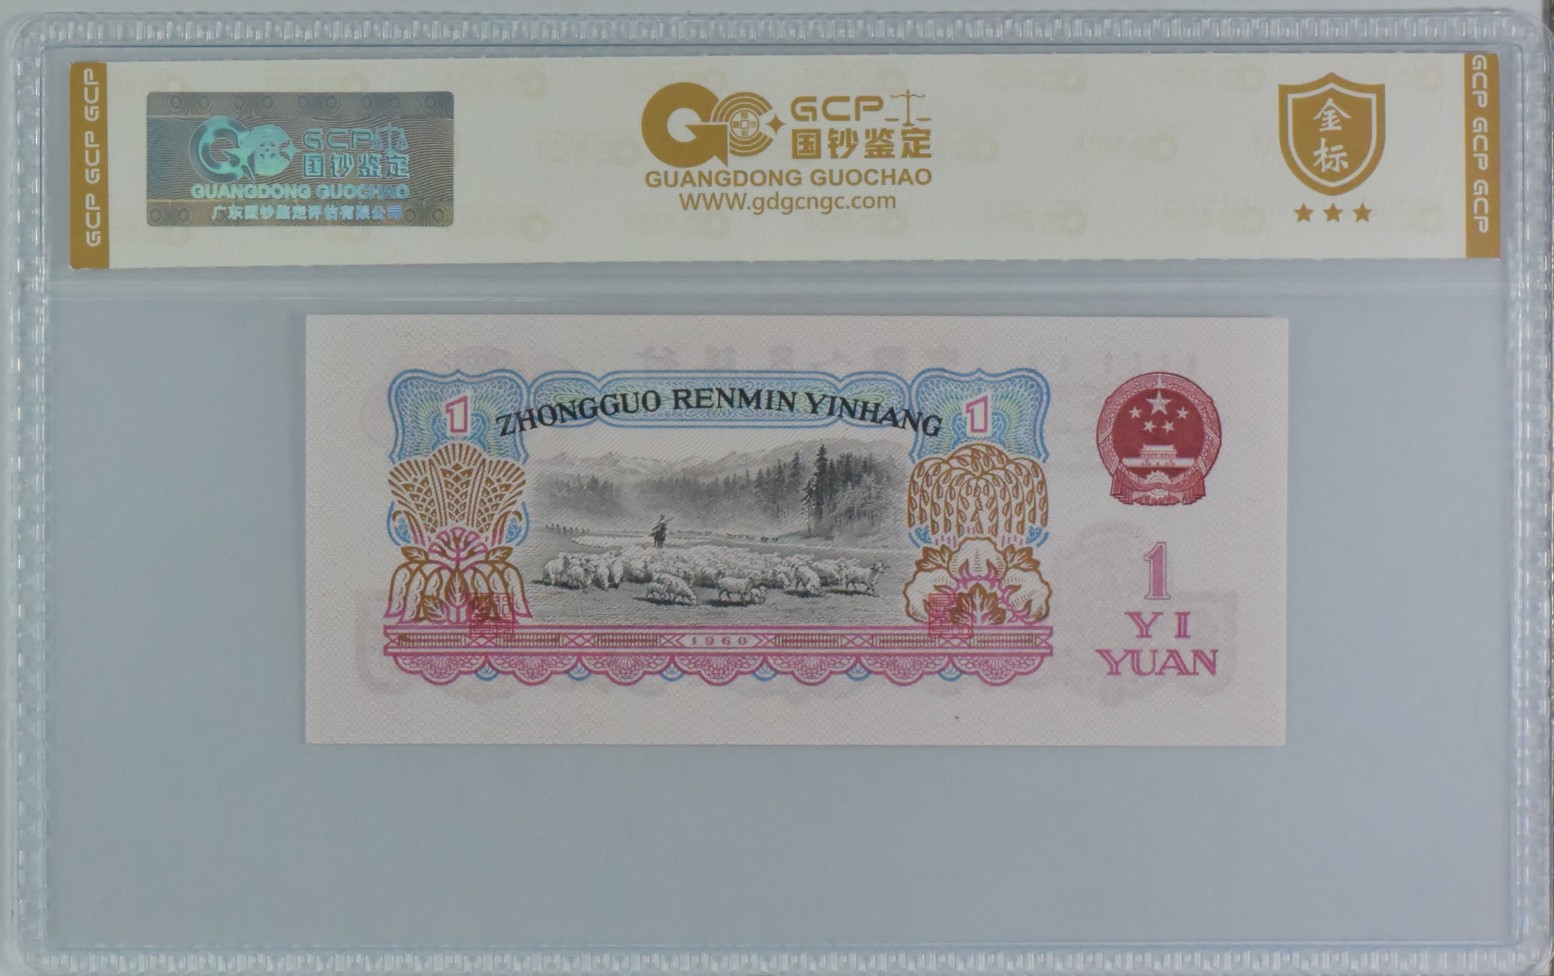 GCP GCP GCP
GCP
国钞鉴定
GUANGDONG GUOCHAO
广东国钞鉴定评估有限公司
GCP
国钞鉴定
GUANGDONG GUOCHAO
WWW.gdgcngc.com
金
标
GCP GCP GCP
1
ZHONGGUO RENMIN YINHANG
1
1960
1
YI
YUAN